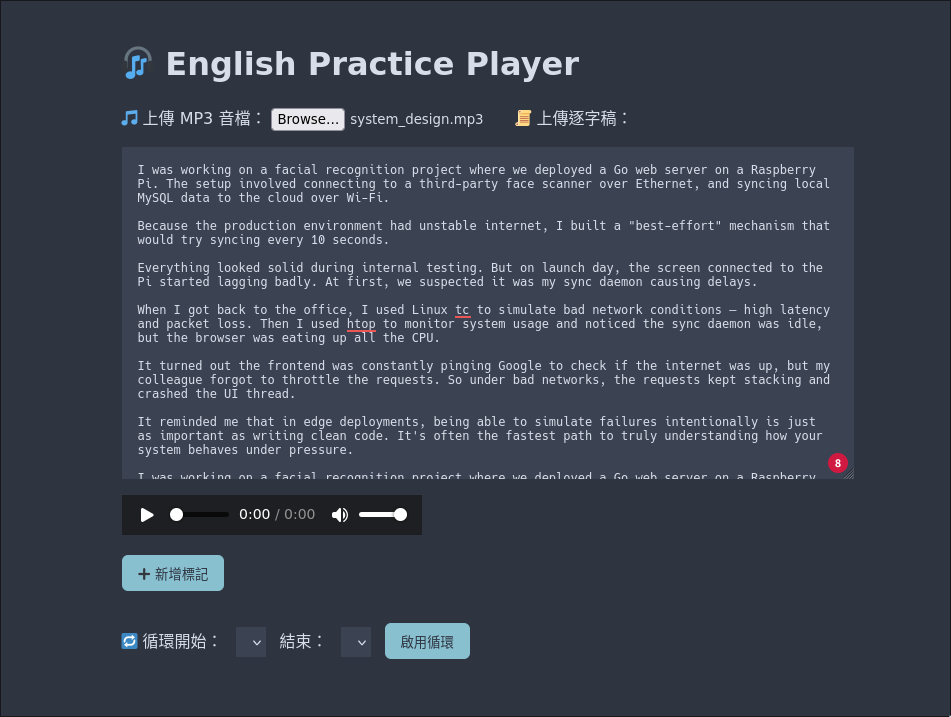 English Practice Player
上傳 MP3 音檔： Browse... system_design.mp3 上傳逐字稿：
I was working on a facial recognition project where we deployed a Go web server on a Raspberry
Pi. The setup involved connecting to a third-party face scanner over Ethernet, and syncing local
MySQL data to the cloud over Wi-Fi.
Because the production environment had unstable internet, I built a "best-effort" mechanism that
would try syncing every 10 seconds.
Everything looked solid during internal testing. But on launch day, the screen connected to the
Pi started lagging badly. At first, we suspected it was my sync daemon causing delays.
When I got back to the office, I used Linux tc to simulate bad network conditions — high latency
and packet loss. Then I used htop to monitor system usage and noticed the sync daemon was idle,
but the browser was eating up all the CPU.
It turned out the frontend was constantly pinging Google to check if the internet was up, but my
colleague forgot to throttle the requests. So under bad networks, the requests kept stacking and
crashed the UI thread.
It reminded me that in edge deployments, being able to simulate failures intentionally is just
as important as writing clean code. It's often the fastest path to truly understanding how your
system behaves under pressure.
8
I was working on a facial recognition project where we deployed a Go web server on a Raspberry
0:00 / 0:00
新增標記
循環開始： 結束： 啟用循環